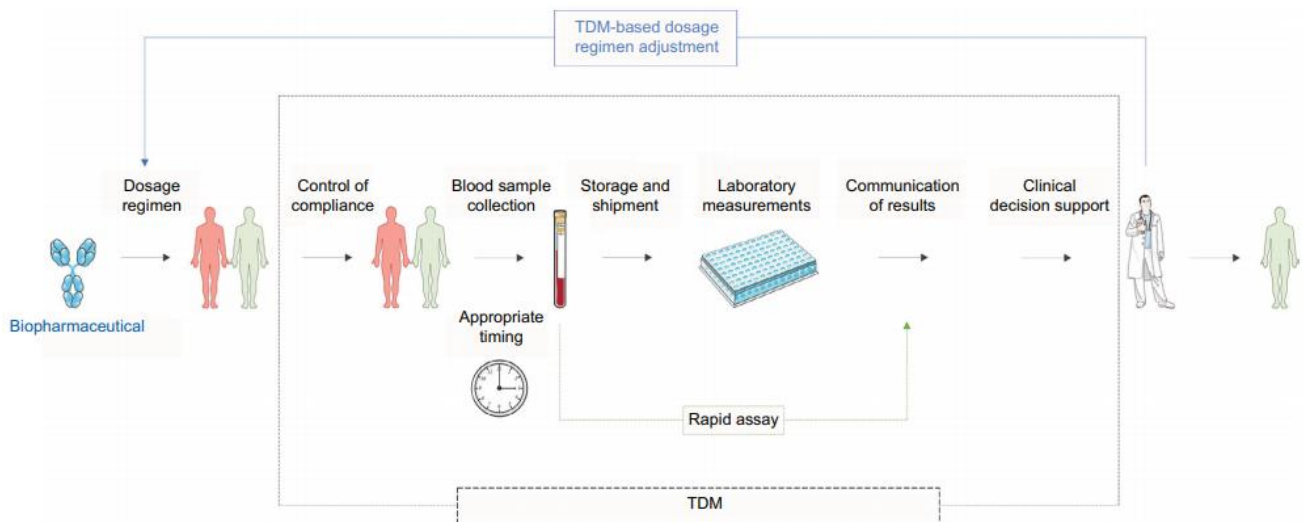 TDM-based dosage
regimen adjustment
Dosage
regimen
Control of
compliance
Blood sample
collection
Storage and
shipment
Laboratory
measurements
Communication
of results
Clinical
decision support
Biopharmaceutical
Appropriate
timing
Rapid assay
TDM